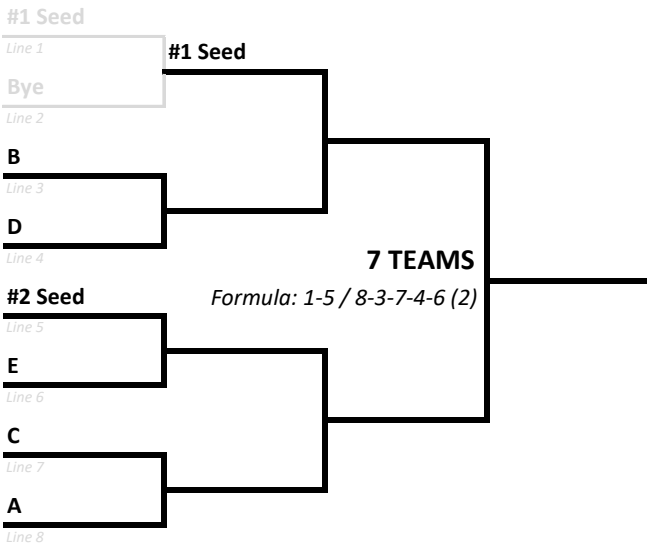 #1 Seed
Line 1
#1 Seed
Bye
Line 2
B
Line 3
D
Line 4
7 TEAMS
#2 Seed
Formula: 1-5 / 8-3-7-4-6 (2)
Line 5
E
Line 6
C
Line 7
A
Line 8